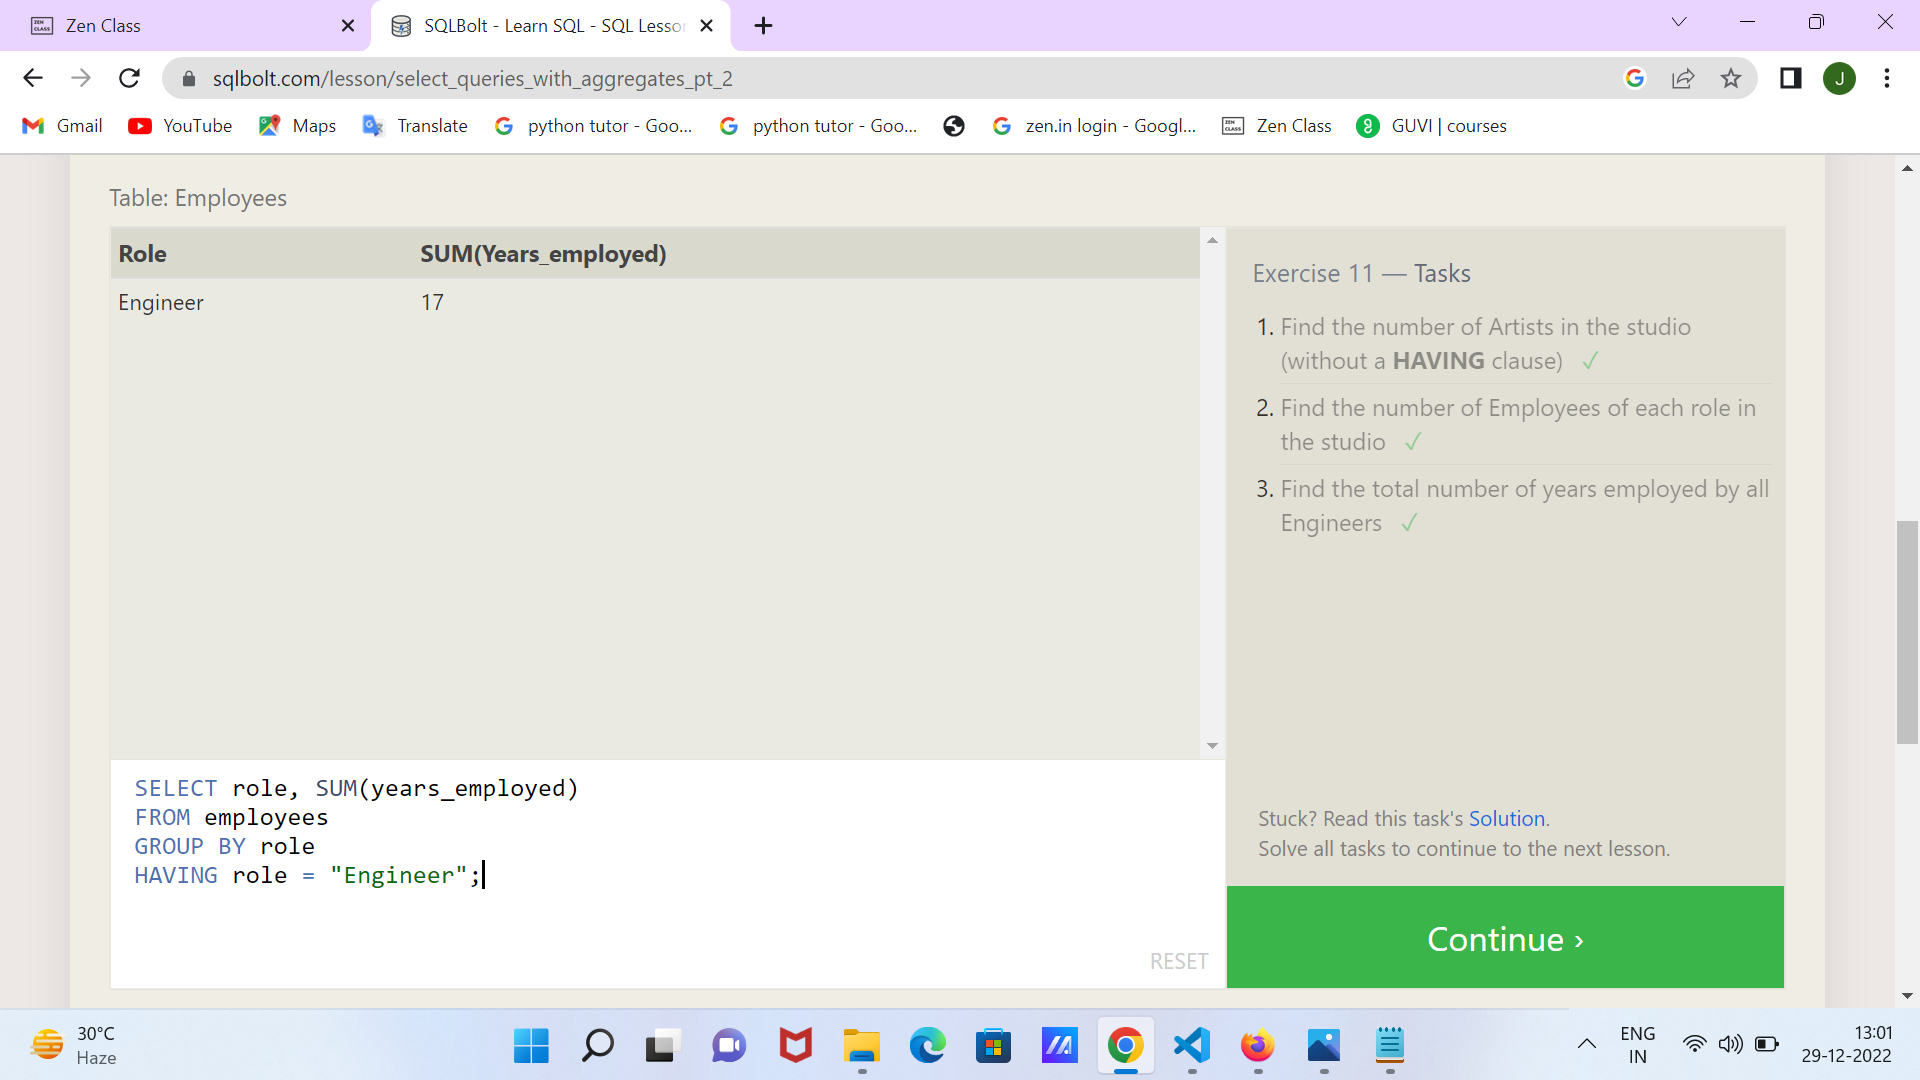 Zen Class
SQLBolt - Learn SQL - SQL Lesson
sqlbolt.com/lesson/select_queries_with_aggregates_pt_2
J
Gmail YouTube Maps Translate python tutor - Goo... python tutor - Goo... zen.in login - Googl... Zen Class GUVI | courses
Table: Employees
Role SUM(Years_employed)
Engineer 17
Exercise 11 — Tasks
1. Find the number of Artists in the studio
(without a HAVING clause) ✓
2. Find the number of Employees of each role in
the studio ✓
3. Find the total number of years employed by all
Engineers ✓
SELECT role, SUM(years_employed)
FROM employees
GROUP BY role
HAVING role = "Engineer";
RESET
Stuck? Read this task's Solution.
Solve all tasks to continue to the next lesson.
Continue ›
30°C
Haze
ENG
IN
13:01
29-12-2022